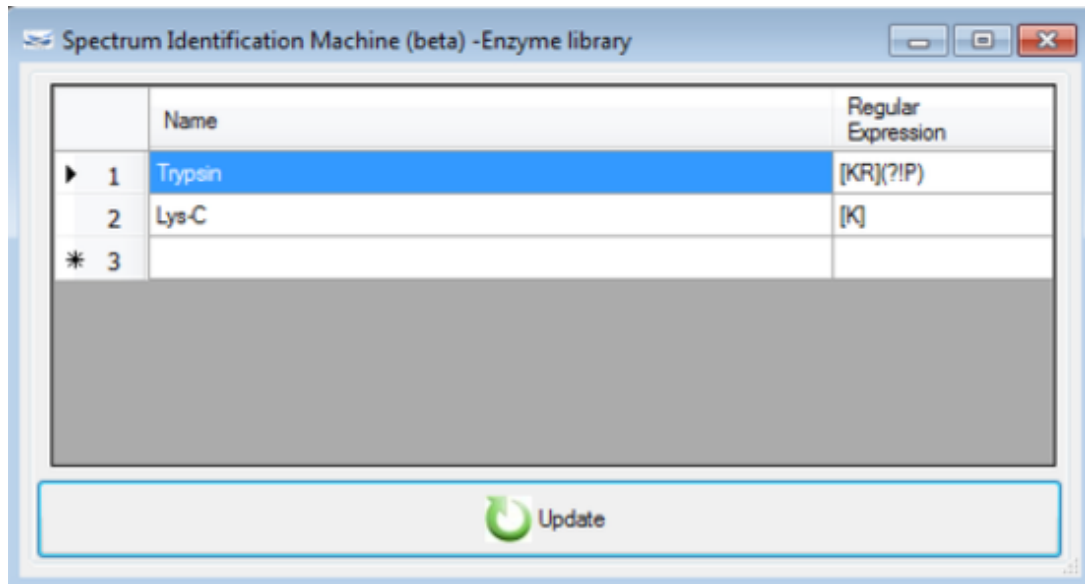 Spectrum Identification Machine (beta) -Enzyme library
Name
Regular
Expression
1 Trypsin [KR](?!P)
2 Lys-C [K]
3
Update